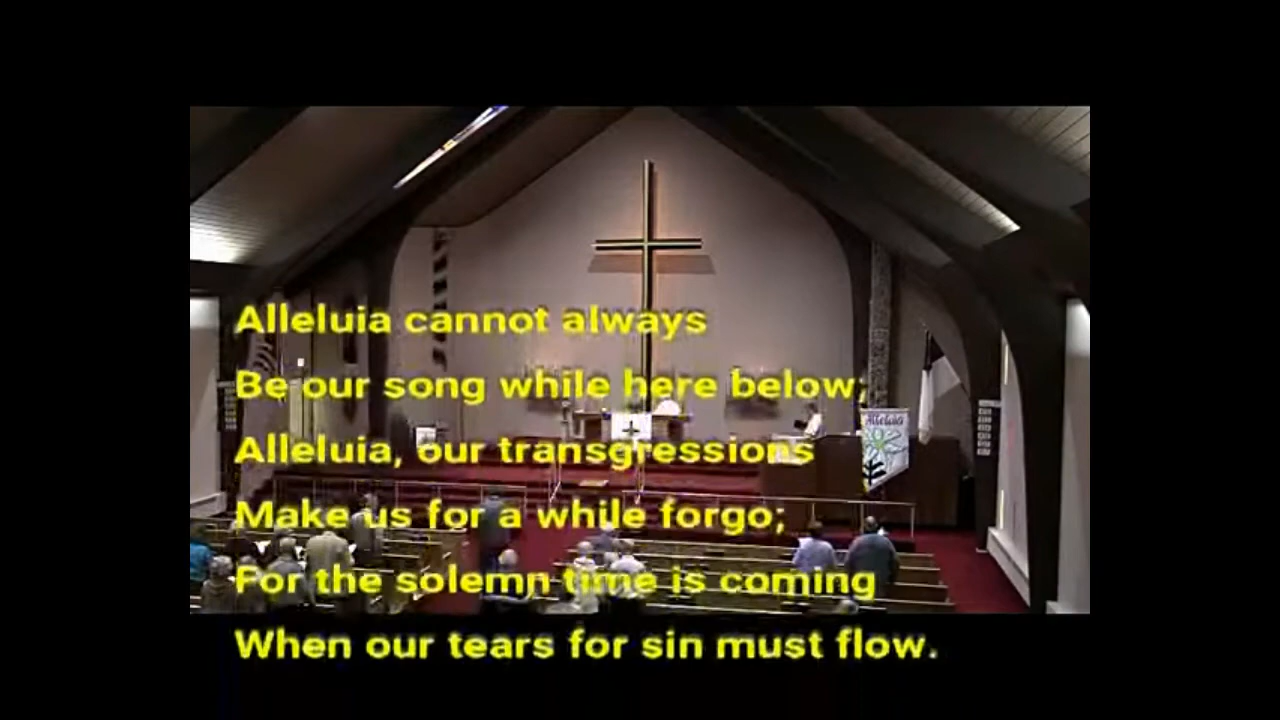 Alleluia cannot always
Be our song while here below;
Alleluia, our transgressions
Make us for a while forgo;
For the solemn time is coming
When our tears for sin must flow.
Alleluia